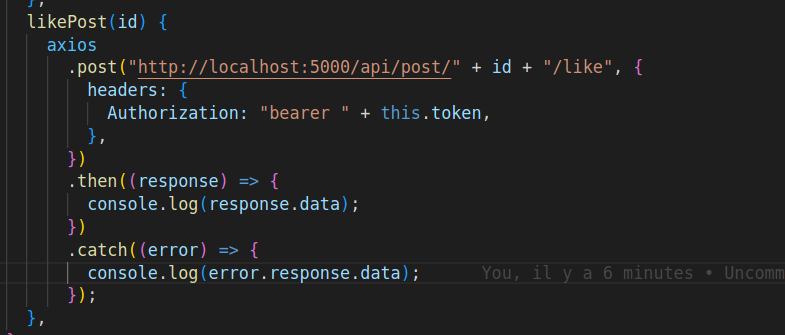 },
likePost(id) {
axios
.post("http://localhost:5000/api/post/" + id + "/like", {
headers: {
Authorization: "bearer " + this.token,
},
})
.then((response) => {
console.log(response.data);
})
.catch((error) => {
console.log(error.response.data); You, il y a 6 minutes • Uncomm
});
},